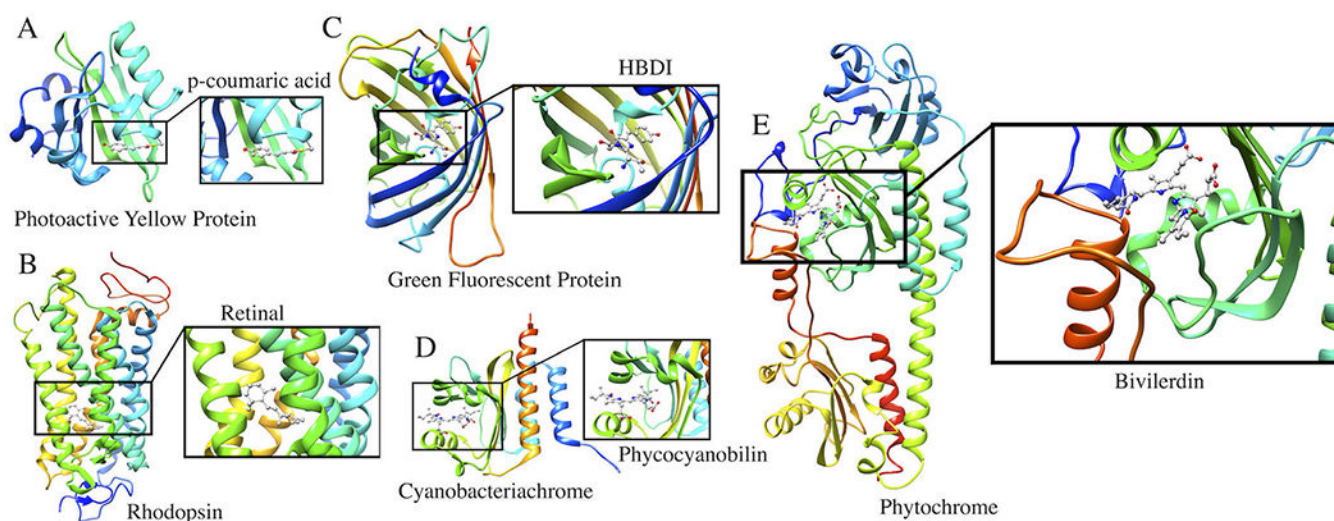 A
p-coumaric acid
Photoactive Yellow Protein
B
Retinal
Rhodopsin
C
HBDI
Green Fluorescent Protein
D
Phycocyanobilin
Cyanobacteriachrome
E
Bivilerdin
Phytochrome